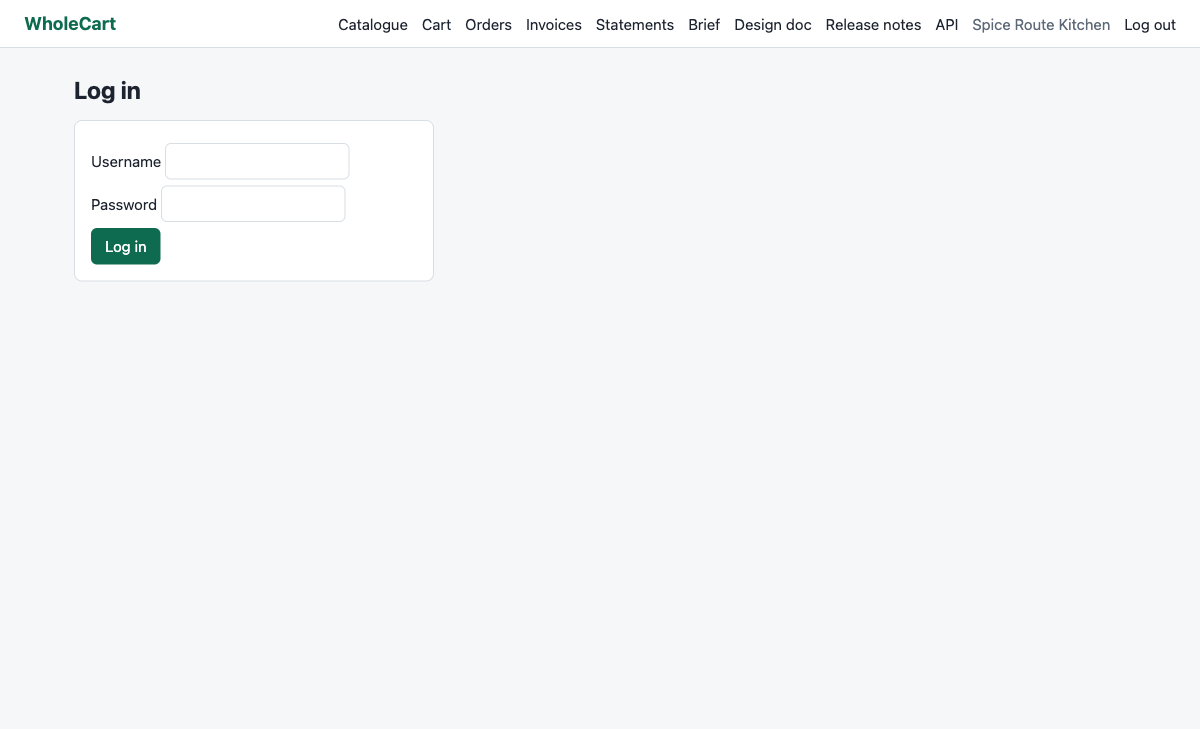 WholeCart Catalogue Cart Orders Invoices Statements Brief Design doc Release notes API Spice Route Kitchen Log out
Log in
Username
Password
Log in